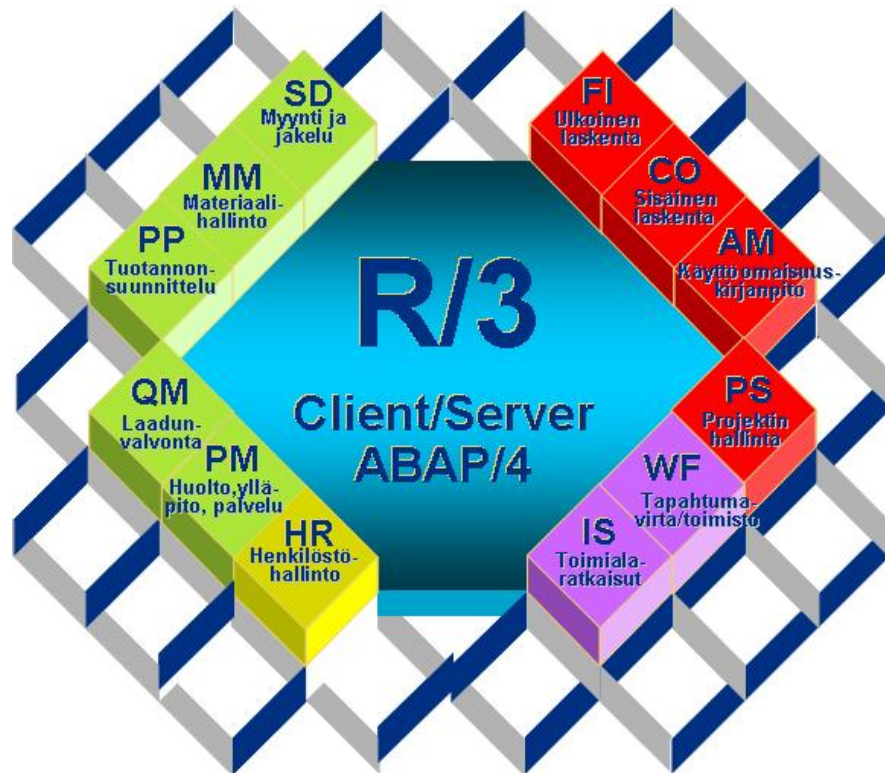 SD
Myynti ja
jakelu
MM
Materiaali-
hallinto
PP
Tuotannon-
suunnittelu
QM
Laadun-
valvonta
PM
Huolto,yllä-
pito, palvelu
HR
Henkilöstö-
hallinto
R/3
Client/Server
ABAP/4
FI
Ulkoinen
laskenta
CO
Sisäinen
laskenta
AM
Käyttöomaisuus-
kirjanpito
PS
Projektin
hallinta
WF
Tapahtuma-
virta/toimisto
IS
Toimiala-
ratkaisut